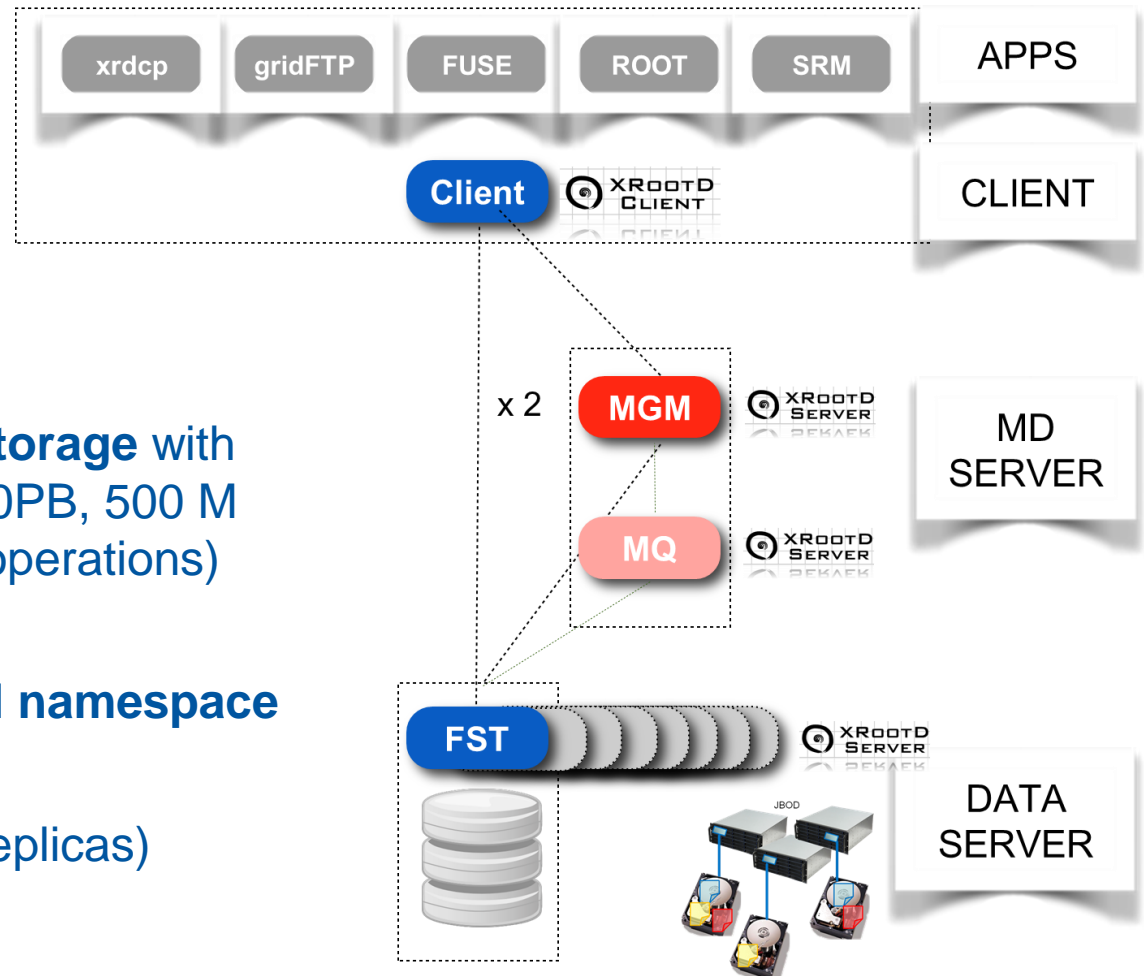 xrdcp
gridFTP
FUSE
ROOT
SRM
APPS
Client
XROOTD
CLIENT
CLIENT
x 2
MGM
XROOTD
SERVER
MD
SERVER
torage with
0PB, 500 M
operations)
MQ
XROOTD
SERVER
namespace
FST
XROOTD
SERVER
eplicas)
JBOD
DATA
SERVER